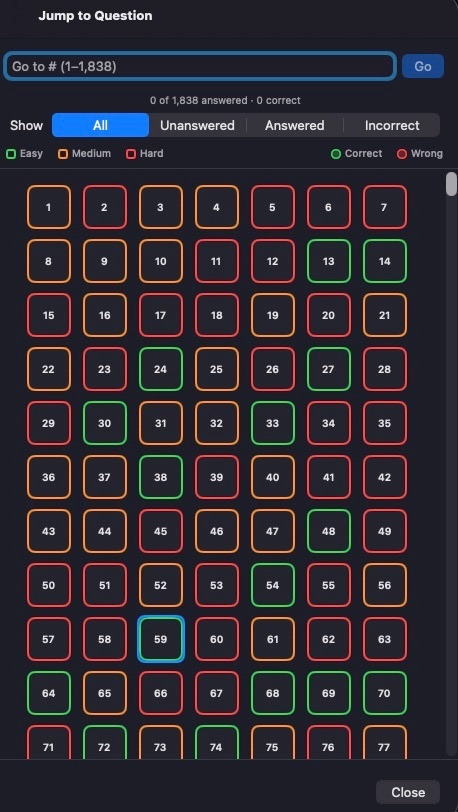 Jump to Question
Go to # (1–1,838)
Go
0 of 1,838 answered · 0 correct
Show
All
Unanswered
Answered
Incorrect
Easy
Medium
Hard
Correct
Wrong
1 2 3 4 5 6 7
8 9 10 11 12 13 14
15 16 17 18 19 20 21
22 23 24 25 26 27 28
29 30 31 32 33 34 35
36 37 38 39 40 41 42
43 44 45 46 47 48 49
50 51 52 53 54 55 56
57 58 59 60 61 62 63
64 65 66 67 68 69 70
71 72 73 74 75 76 77
Close